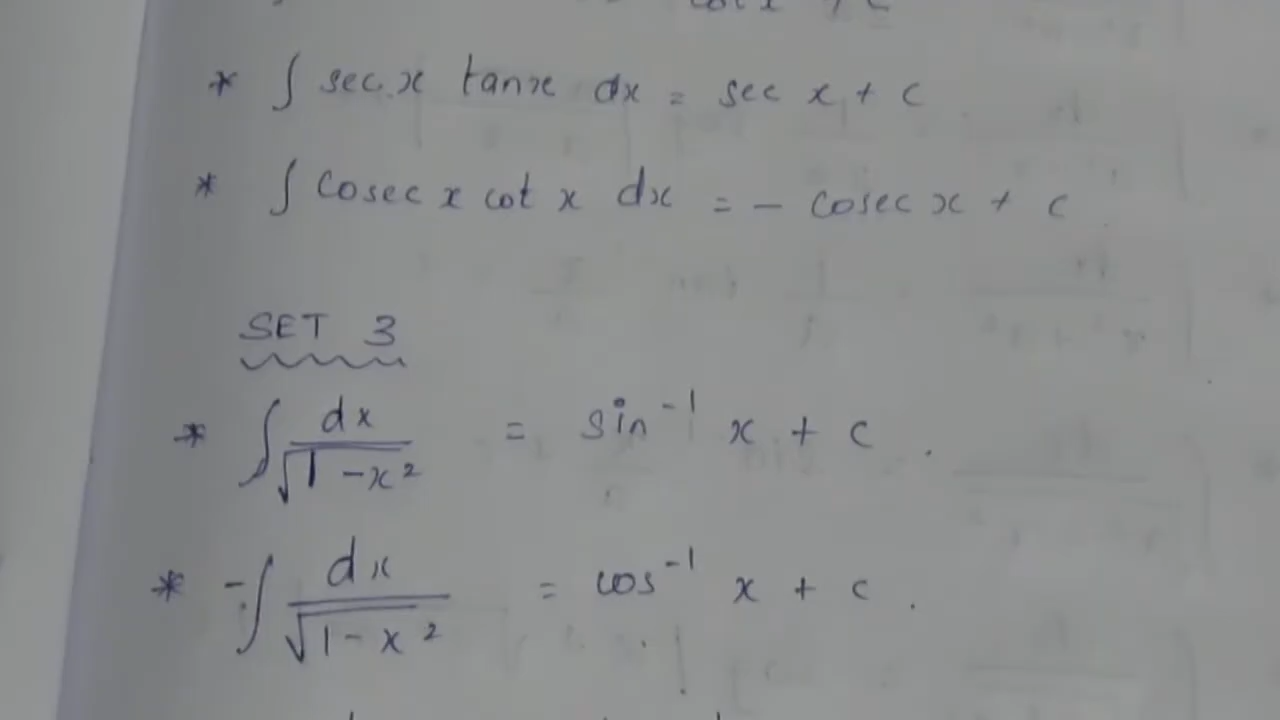 cot x + c
* ∫ sec x tan x dx = sec x + c
* ∫ cosec x cot x dx = - cosec x + c
SET 3
* ∫ dx / √(1 - x²) = sin⁻¹ x + c .
* -∫ dx / √(1 - x²) = cos⁻¹ x + c .